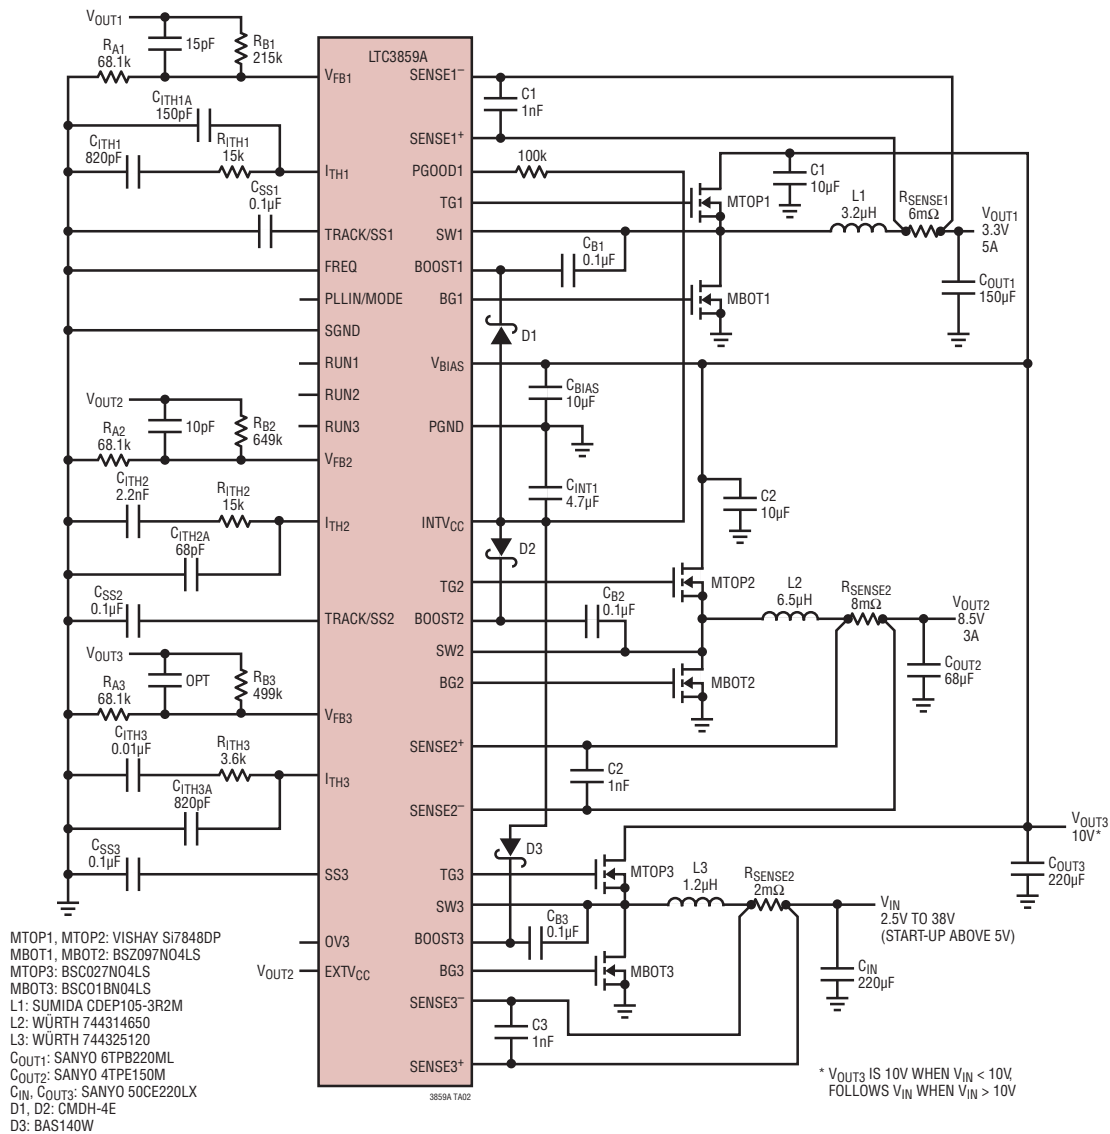 VOUT1
15pF
RB1
215k
RA1
68.1k
VFB1
LTC3859A
SENSE1–
C1
1nF
CITH1A
150pF
SENSE1+
CITH1
820pF
RITH1
15k
ITH1
PGOOD1
100k
C1
10µF
MTOP1
CSS1
0.1µF
TG1
L1
3.2µH
RSENSE1
6mΩ
VOUT1
3.3V
5A
TRACK/SS1
SW1
CB1
0.1µF
FREQ
BOOST1
COUT1
150µF
PLLIN/MODE
BG1
MBOT1
SGND
D1
RUN1
VBIAS
RUN2
CBIAS
10µF
VOUT2
10pF
RB2
649k
RUN3
PGND
RA2
68.1k
VFB2
CITH2
2.2nF
RITH2
15k
CINT1
4.7µF
C2
10µF
ITH2
INTVCC
CITH2A
68pF
D2
TG2
MTOP2
L2
6.5µH
RSENSE2
8mΩ
VOUT2
8.5V
3A
CSS2
0.1µF
CB2
0.1µF
TRACK/SS2
BOOST2
VOUT3
OPT
RB3
499k
SW2
COUT2
68µF
RA3
68.1k
BG2
MBOT2
VFB3
CITH3
0.01µF
RITH3
3.6k
SENSE2+
C2
1nF
ITH3
CITH3A
820pF
SENSE2–
VOUT3
10V*
CSS3
0.1µF
D3
SS3
TG3
MTOP3
L3
1.2µH
RSENSE2
2mΩ
COUT3
220µF
SW3
VIN
2.5V TO 38V
(START-UP ABOVE 5V)
CB3
0.1µF
OV3
BOOST3
VOUT2
EXTVCC
BG3
MBOT3
CIN
220µF
SENSE3–
C3
1nF
SENSE3+
MTOP1, MTOP2: VISHAY Si7848DP
MBOT1, MBOT2: BSZ097NO4LS
MTOP3: BSC027NO4LS
MBOT3: BSCO1BN04LS
L1: SUMIDA CDEP105-3R2M
L2: WÜRTH 744314650
L3: WÜRTH 744325120
COUT1: SANYO 6TPB220ML
COUT2: SANYO 4TPE150M
CIN, COUT3: SANYO 50CE220LX
D1, D2: CMDH-4E
D3: BAS140W
* VOUT3 IS 10V WHEN VIN < 10V,
FOLLOWS VIN WHEN VIN > 10V
3859A TA02